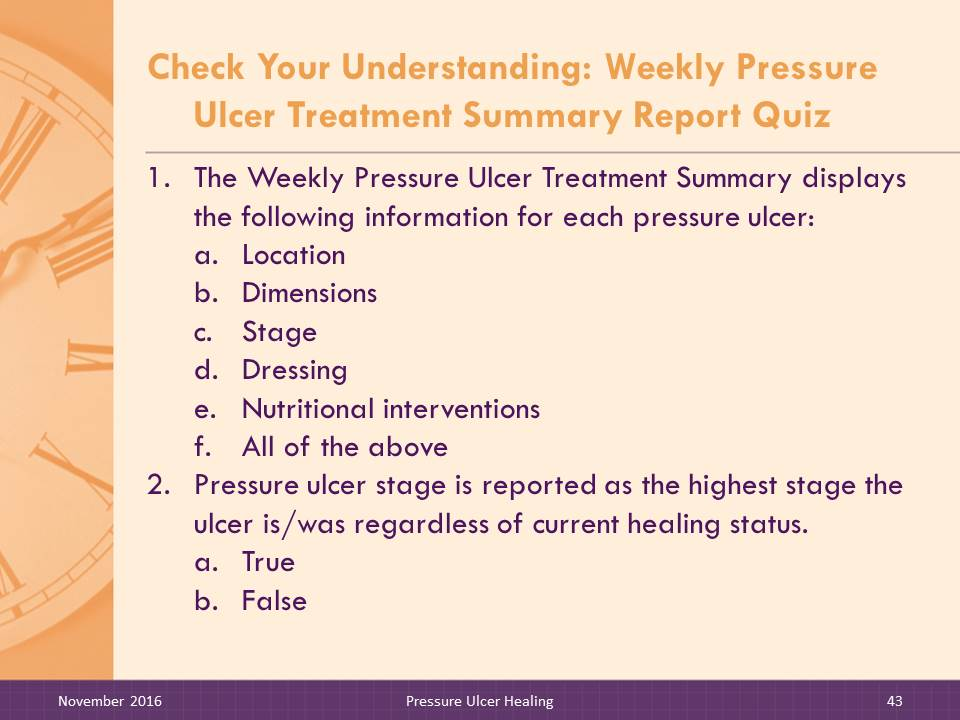 Check Your Understanding: Weekly Pressure
Ulcer Treatment Summary Report Quiz
1. The Weekly Pressure Ulcer Treatment Summary displays
the following information for each pressure ulcer:
a. Location
b. Dimensions
c. Stage
d. Dressing
e. Nutritional interventions
f. All of the above
2. Pressure ulcer stage is reported as the highest stage the
ulcer is/was regardless of current healing status.
a. True
b. False
November 2016 Pressure Ulcer Healing 43